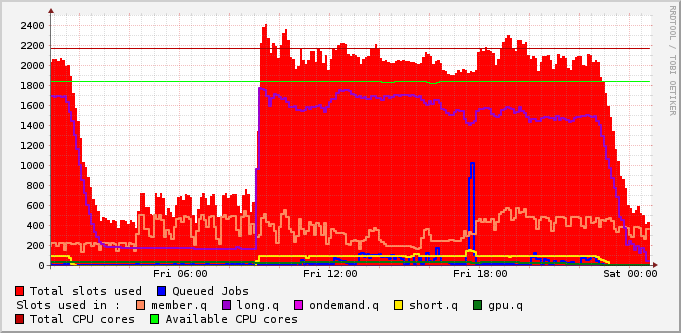 2400
2200
2000
1800
1600
1400
1200
1000
800
600
400
200
0
Fri 06:00 Fri 12:00 Fri 18:00 Sat 00:00
RRDTOOL / TOBI OETIKER
Total slots used Queued Jobs
Slots used in : member.q long.q ondemand.q short.q gpu.q
Total CPU cores Available CPU cores